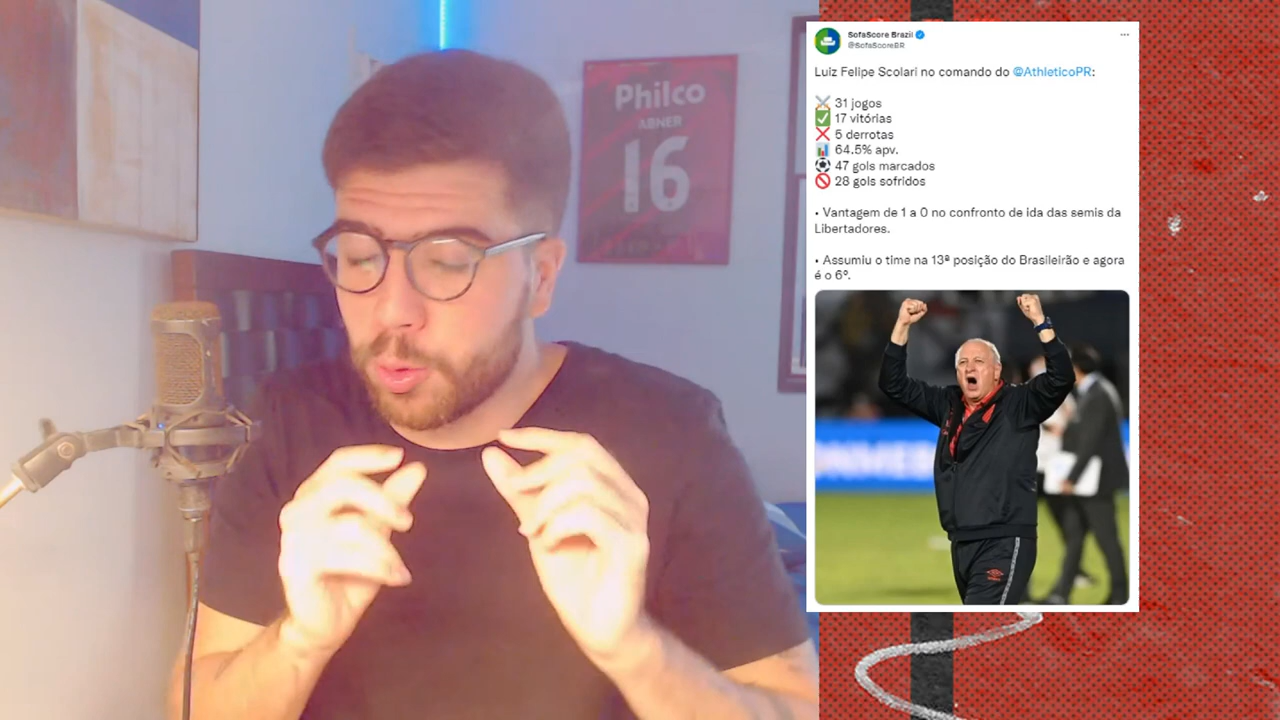 Philco
ABNER
16
SofaScore Brazil
@SofaScoreBR
Luiz Felipe Scolari no comando do @AthleticoPR:
31 jogos
17 vitórias
5 derrotas
64.5% apv.
47 gols marcados
28 gols sofridos
• Vantagem de 1 a 0 no confronto de ida das semis da
Libertadores.
• Assumiu o time na 13ª posição do Brasileirão e agora
é o 6º.